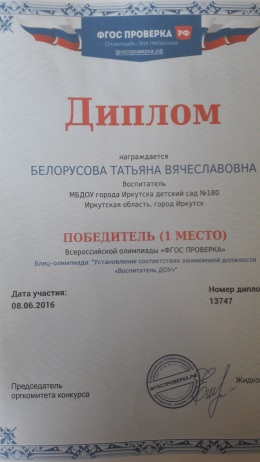 ФГОС ПРОВЕРКА РФ
Олимпиады для педагогов
фгоспроверка.рф
Диплом
награждается
БЕЛОРУСОВА ТАТЬЯНА ВЯЧЕСЛАВОВНА
Воспитатель
МБДОУ города Иркутска детский сад №180
Иркутская область, город Иркутск
ПОБЕДИТЕЛЬ (1 МЕСТО)
Всероссийской олимпиады «ФГОС ПРОВЕРКА»
Блиц-олимпиада: "Установление соответствия занимаемой должности
«Воспитатель ДОУ»"
Дата участия:
08.06.2016
Номер дипло
13747
Председатель
оргкомитета конкурса
ФГОСПРОВЕРКА.РФ
Жидко